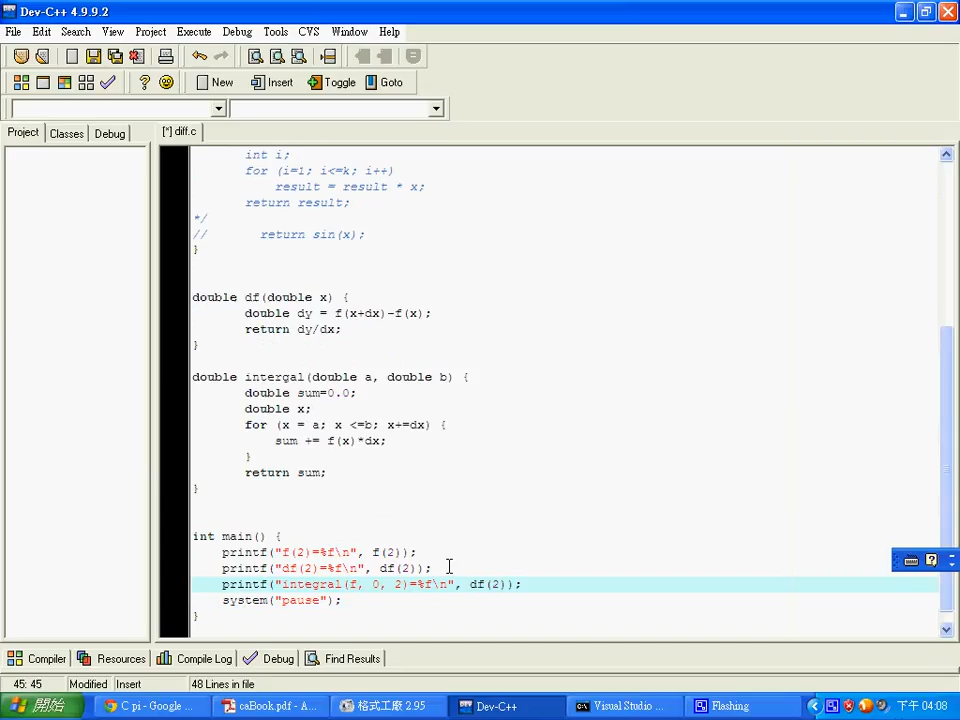 Dev-C++ 4.9.9.2
File Edit Search View Project Execute Debug Tools CVS Window Help
New Insert Toggle Goto
Project Classes Debug [*] diff.c
int i;
for (i=1; i<=k; i++)
result = result * x;
return result;
*/
// return sin(x);
}
double df(double x) {
double dy = f(x+dx)-f(x);
return dy/dx;
}
double intergal(double a, double b) {
double sum=0.0;
double x;
for (x = a; x <=b; x+=dx) {
sum += f(x)*dx;
}
return sum;
}
int main() {
printf("f(2)=%f\n", f(2));
printf("df(2)=%f\n", df(2));
printf("integral(f, 0, 2)=%f\n", df(2));
system("pause");
}
Compiler Resources Compile Log Debug Find Results
45: 45 Modified Insert 48 Lines in file
開始 C pi - Google ... caBook.pdf - A... 格式工廠 2.95 Dev-C++ Visual Studio ... Flashing 下午 04:08